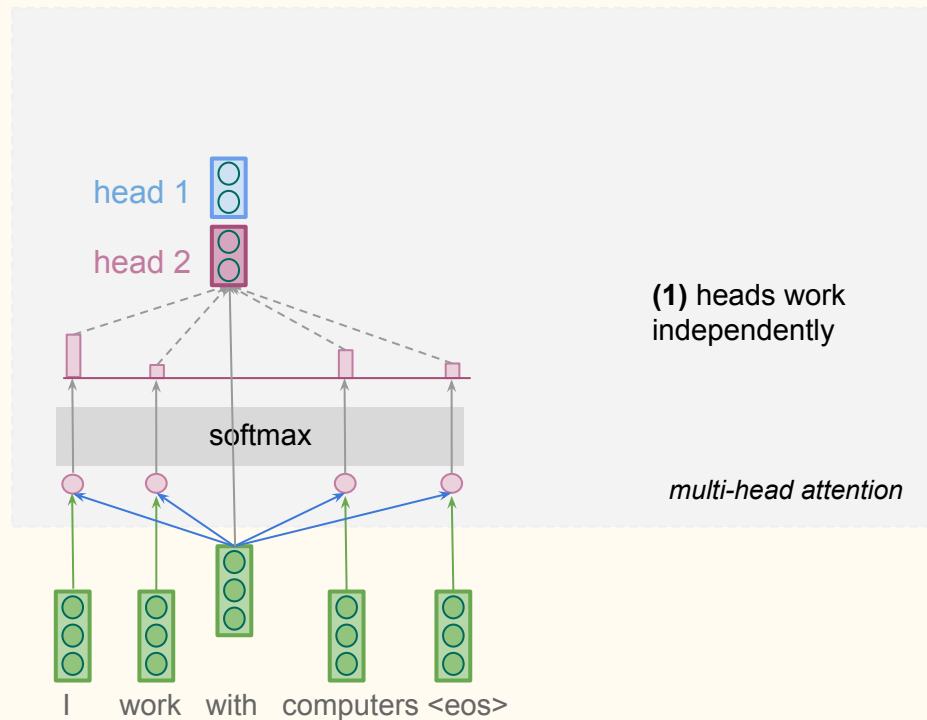 head 1
head 2
(1) heads work
independently
softmax
multi-head attention
I work with computers <eos>